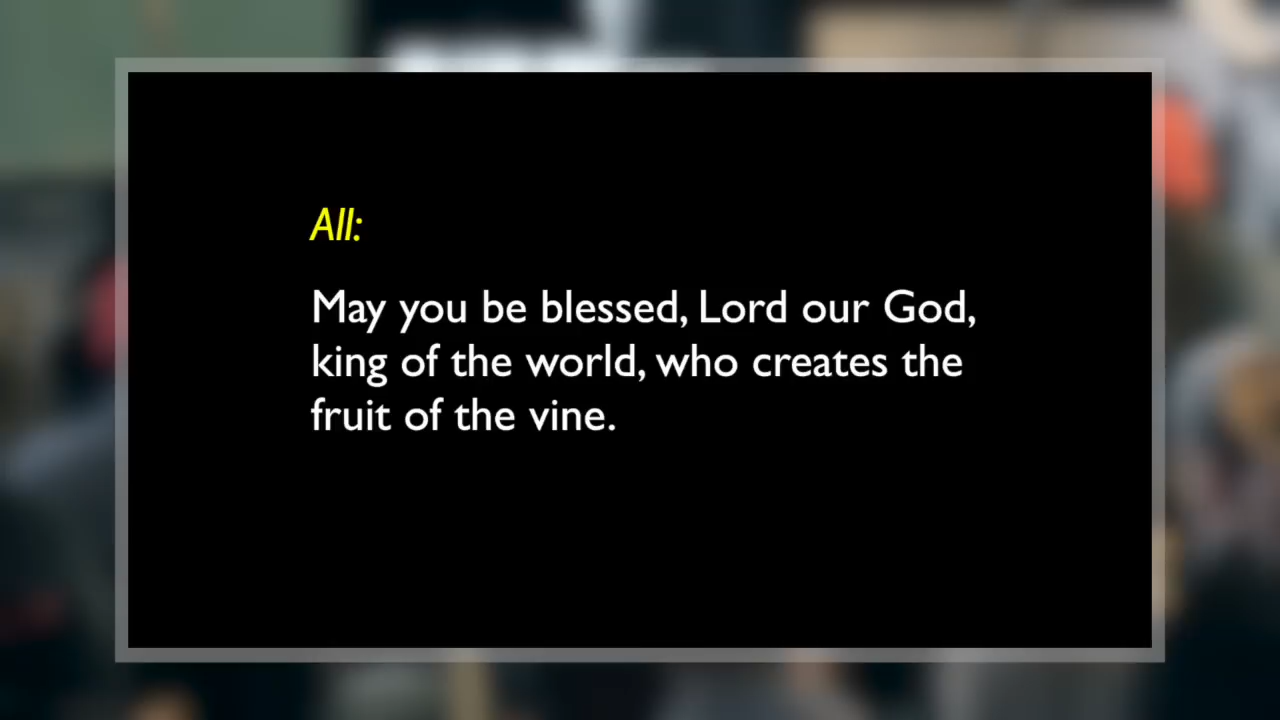 All:
May you be blessed, Lord our God,
king of the world, who creates the
fruit of the vine.